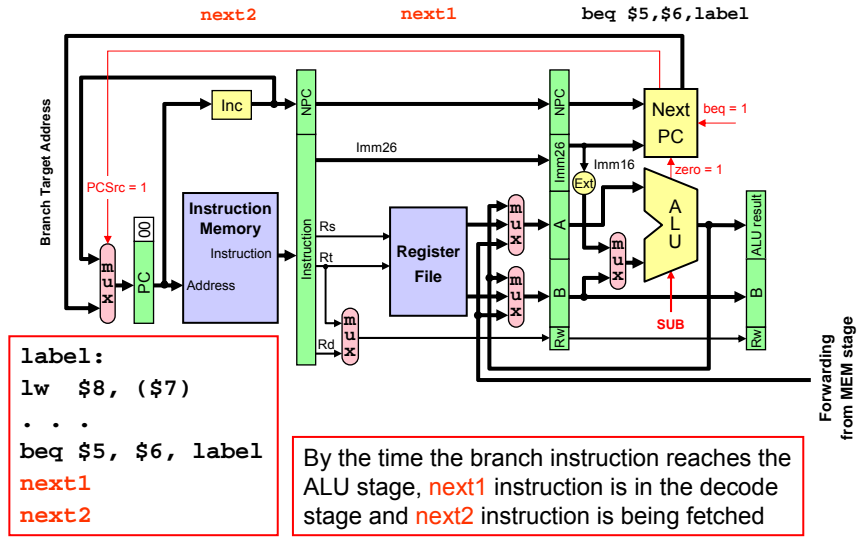 next2
next1
beq $5,$6,label
Branch Target Address
PCSrc = 1
mux
PC
00
Inc
Instruction
Memory
Instruction
Address
NPC
Instruction
Imm26
Rs
Rt
Rd
Register
File
mux
mux
mux
NPC
Imm26
A
B
Rw
Imm16
Ext
mux
Next
PC
beq = 1
zero = 1
ALU
SUB
ALU result
B
Rw
Forwarding
from MEM stage
label:
lw $8, ($7)
. . .
beq $5, $6, label
next1
next2
By the time the branch instruction reaches the
ALU stage, next1 instruction is in the decode
stage and next2 instruction is being fetched